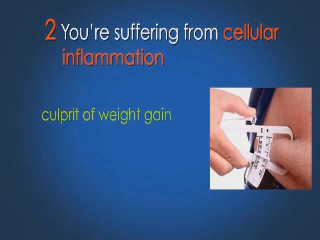 2 You're suffering from cellular
inflammation
culprit of weight gain